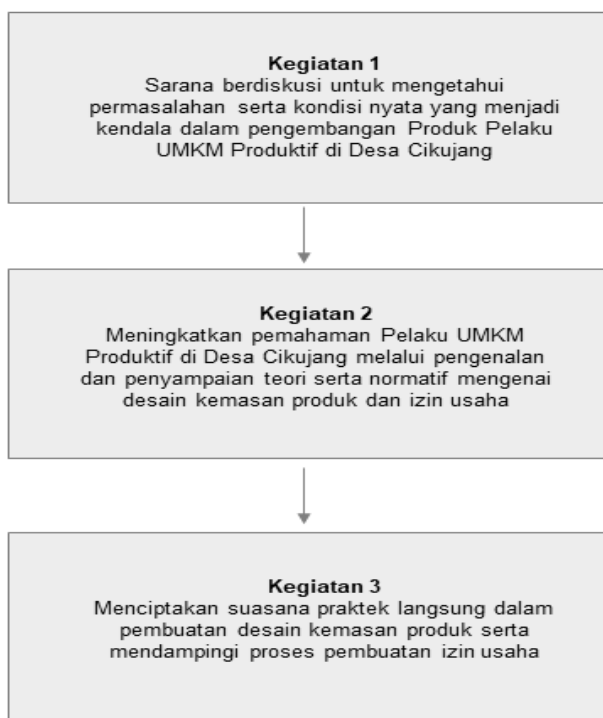 Kegiatan 1
Sarana berdiskusi untuk mengetahui
permasalahan serta kondisi nyata yang menjadi
kendala dalam pengembangan Produk Pelaku
UMKM Produktif di Desa Cikujang
Kegiatan 2
Meningkatkan pemahaman Pelaku UMKM
Produktif di Desa Cikujang melalui pengenalan
dan penyampaian teori serta normatif mengenai
desain kemasan produk dan izin usaha
Kegiatan 3
Menciptakan suasana praktek langsung dalam
pembuatan desain kemasan produk serta
mendampingi proses pembuatan izin usaha